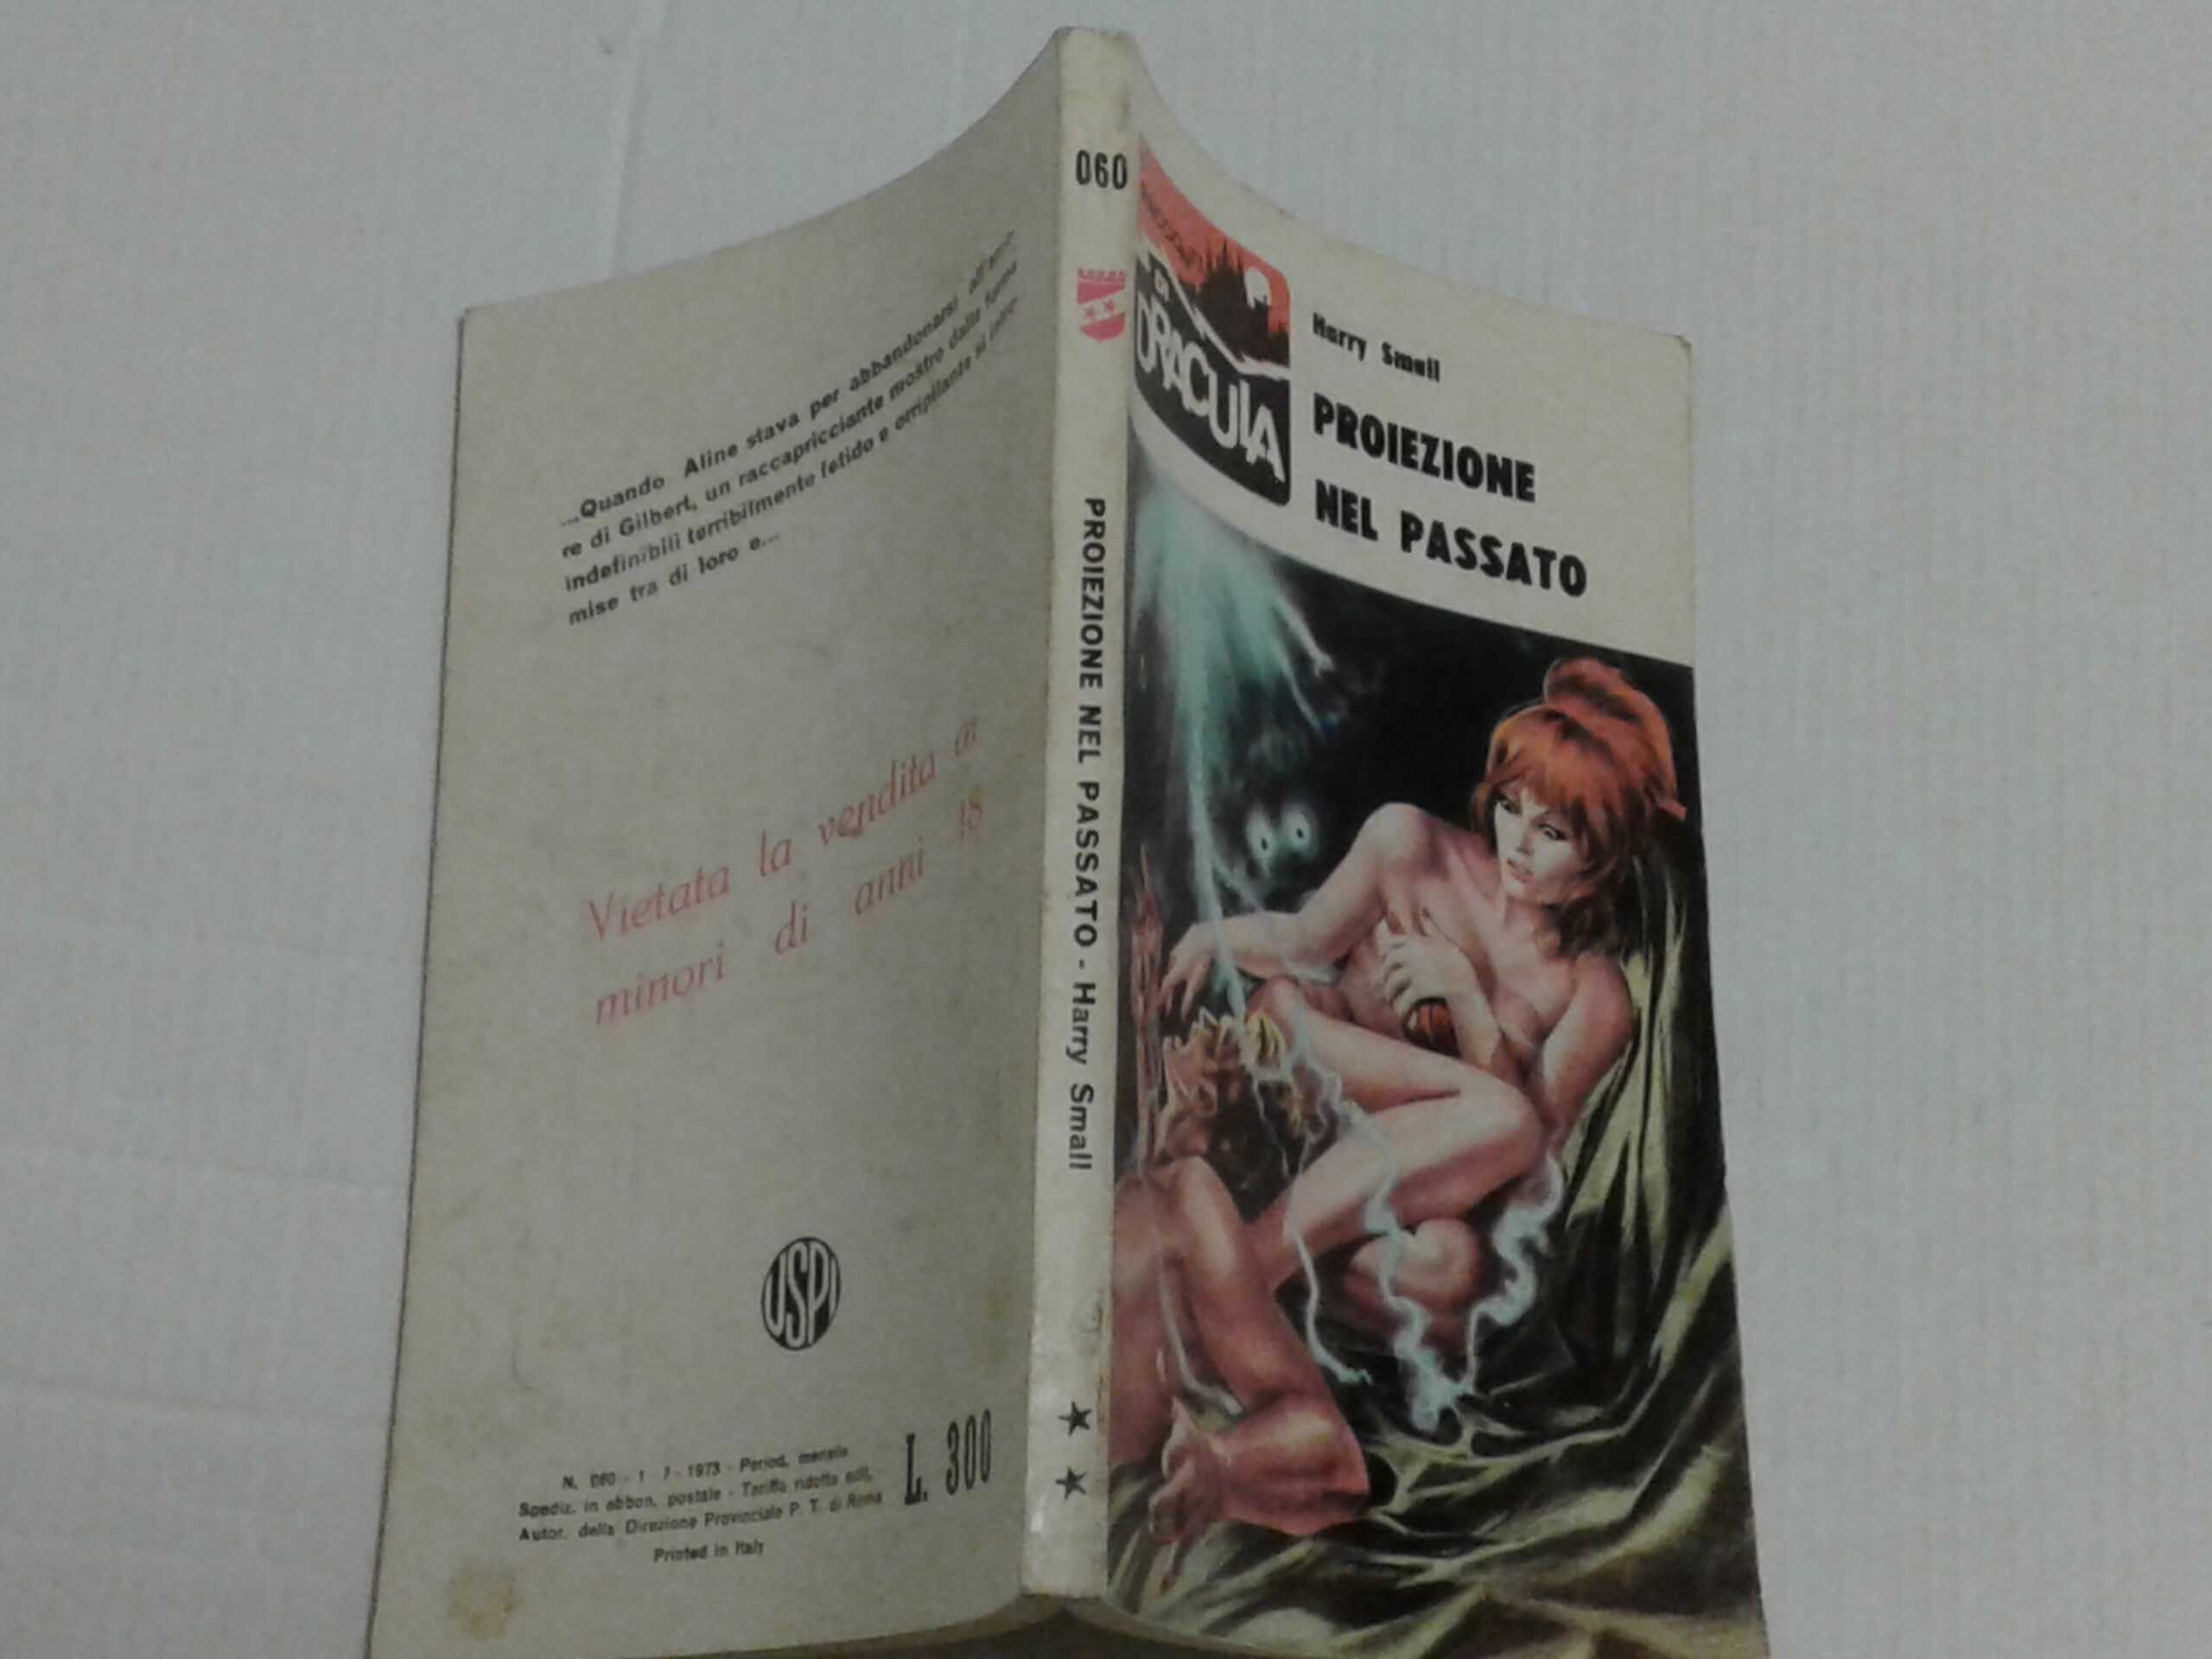 ...Quando Aline stava per abbandonarsi
re di Gilbert, un raccapricciante mostro dalla forma
indefinibili terribilmente fetido e orripilante si
mise tra di loro e...
Vietata la vendita ai
minori di anni 18
USPI
N. 060 - 1 - 7 - 1973 - Period. mensile
Spediz. in abbon. postale - Tariffa ridotta edit.
Autor. della Direzione Provinciale P. T. di Roma
Printed in Italy
L. 300
060
PROIEZIONE NEL PASSATO - Harry Small
di
DRACULA
Harry Small
PROIEZIONE
NEL PASSATO